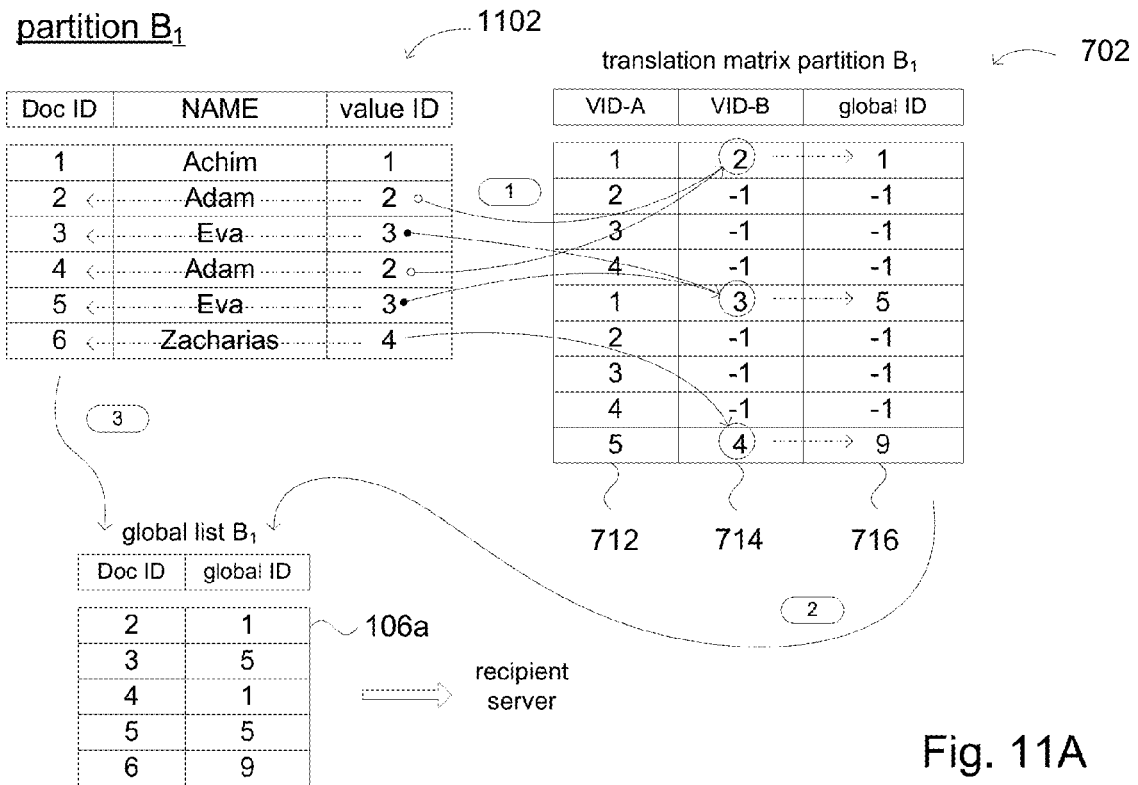 partition B1
1102
Doc ID NAME value ID
1 Achim 1
2 Adam 2
3 Eva 3
4 Adam 2
5 Eva 3
6 Zacharias 4
1
translation matrix partition B1
702
VID-A VID-B global ID
1 2 1
2 -1 -1
3 -1 -1
4 -1 -1
1 3 5
2 -1 -1
3 -1 -1
4 -1 -1
5 4 9
712 714 716
3
2
global list B1
Doc ID global ID
2 1
3 5
4 1
5 5
6 9
106a
recipient
server
Fig. 11A